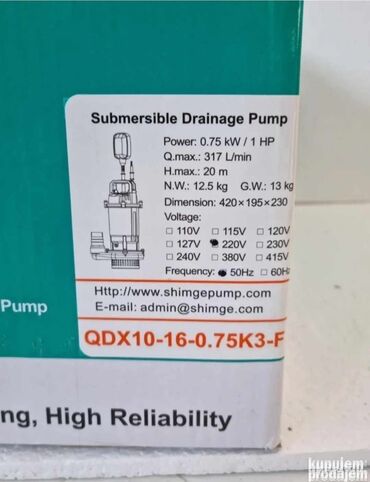 Submersible Drainage Pump
Power: 0.75 kW / 1 HP
Q.max.: 317 L/min
H.max.: 20 m
N.W.: 12.5 kg G.W.: 13 kg
Dimension: 420×195×230
Voltage:
110V 115V 120V
127V 220V 230V
240V 380V 415V
Frequency: 50Hz 60Hz
Http://www.shimgepump.com
E-mail: admin@shimge.com
Pump
QDX10-16-0.75K3-F
ng, High Reliability
kupujem
prodajem